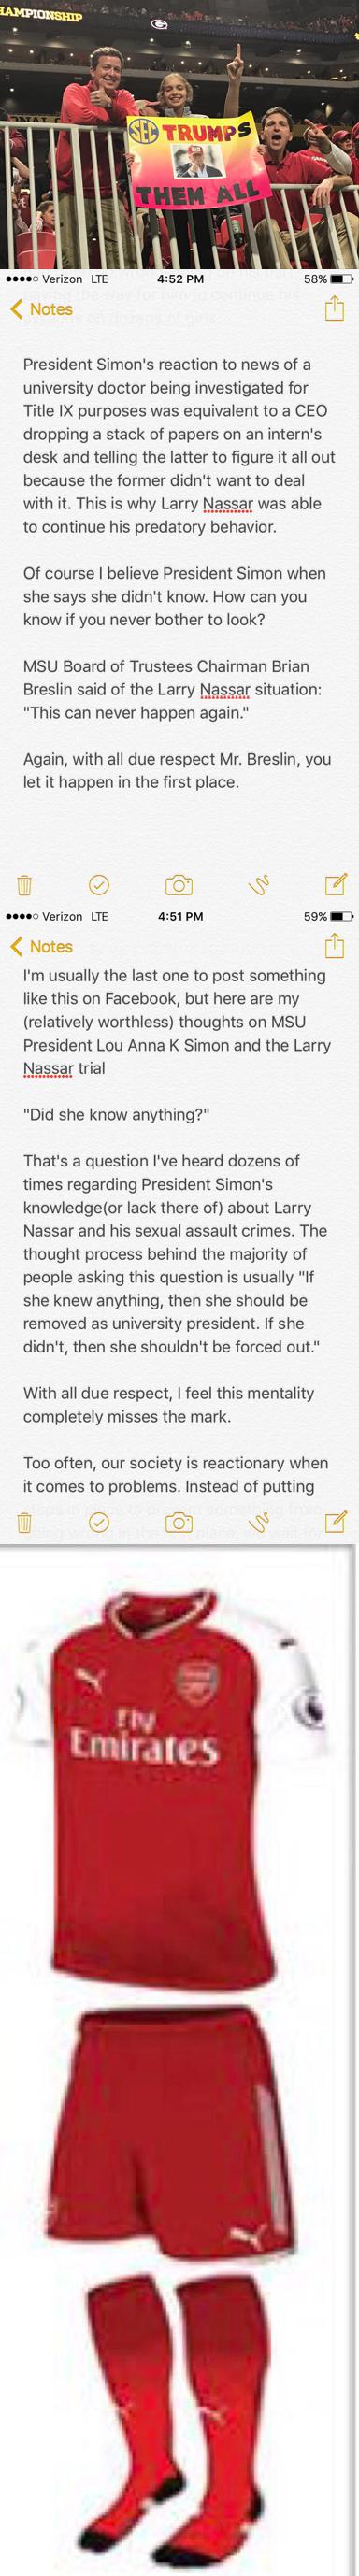 HAMPIONSHIP
G
SEC TRUMPS
THEM ALL
Verizon LTE 4:52 PM 58%
Notes
President Simon's reaction to news of a
university doctor being investigated for
Title IX purposes was equivalent to a CEO
dropping a stack of papers on an intern's
desk and telling the latter to figure it all out
because the former didn't want to deal
with it. This is why Larry Nassar was able
to continue his predatory behavior.
Of course I believe President Simon when
she says she didn't know. How can you
know if you never bother to look?
MSU Board of Trustees Chairman Brian
Breslin said of the Larry Nassar situation:
"This can never happen again."
Again, with all due respect Mr. Breslin, you
let it happen in the first place.
Verizon LTE 4:51 PM 59%
Notes
I'm usually the last one to post something
like this on Facebook, but here are my
(relatively worthless) thoughts on MSU
President Lou Anna K Simon and the Larry
Nassar trial
"Did she know anything?"
That's a question I've heard dozens of
times regarding President Simon's
knowledge(or lack there of) about Larry
Nassar and his sexual assault crimes. The
thought process behind the majority of
people asking this question is usually "If
she knew anything, then she should be
removed as university president. If she
didn't, then she shouldn't be forced out."
With all due respect, I feel this mentality
completely misses the mark.
Too often, our society is reactionary when
it comes to problems. Instead of putting
Fly
Emirates